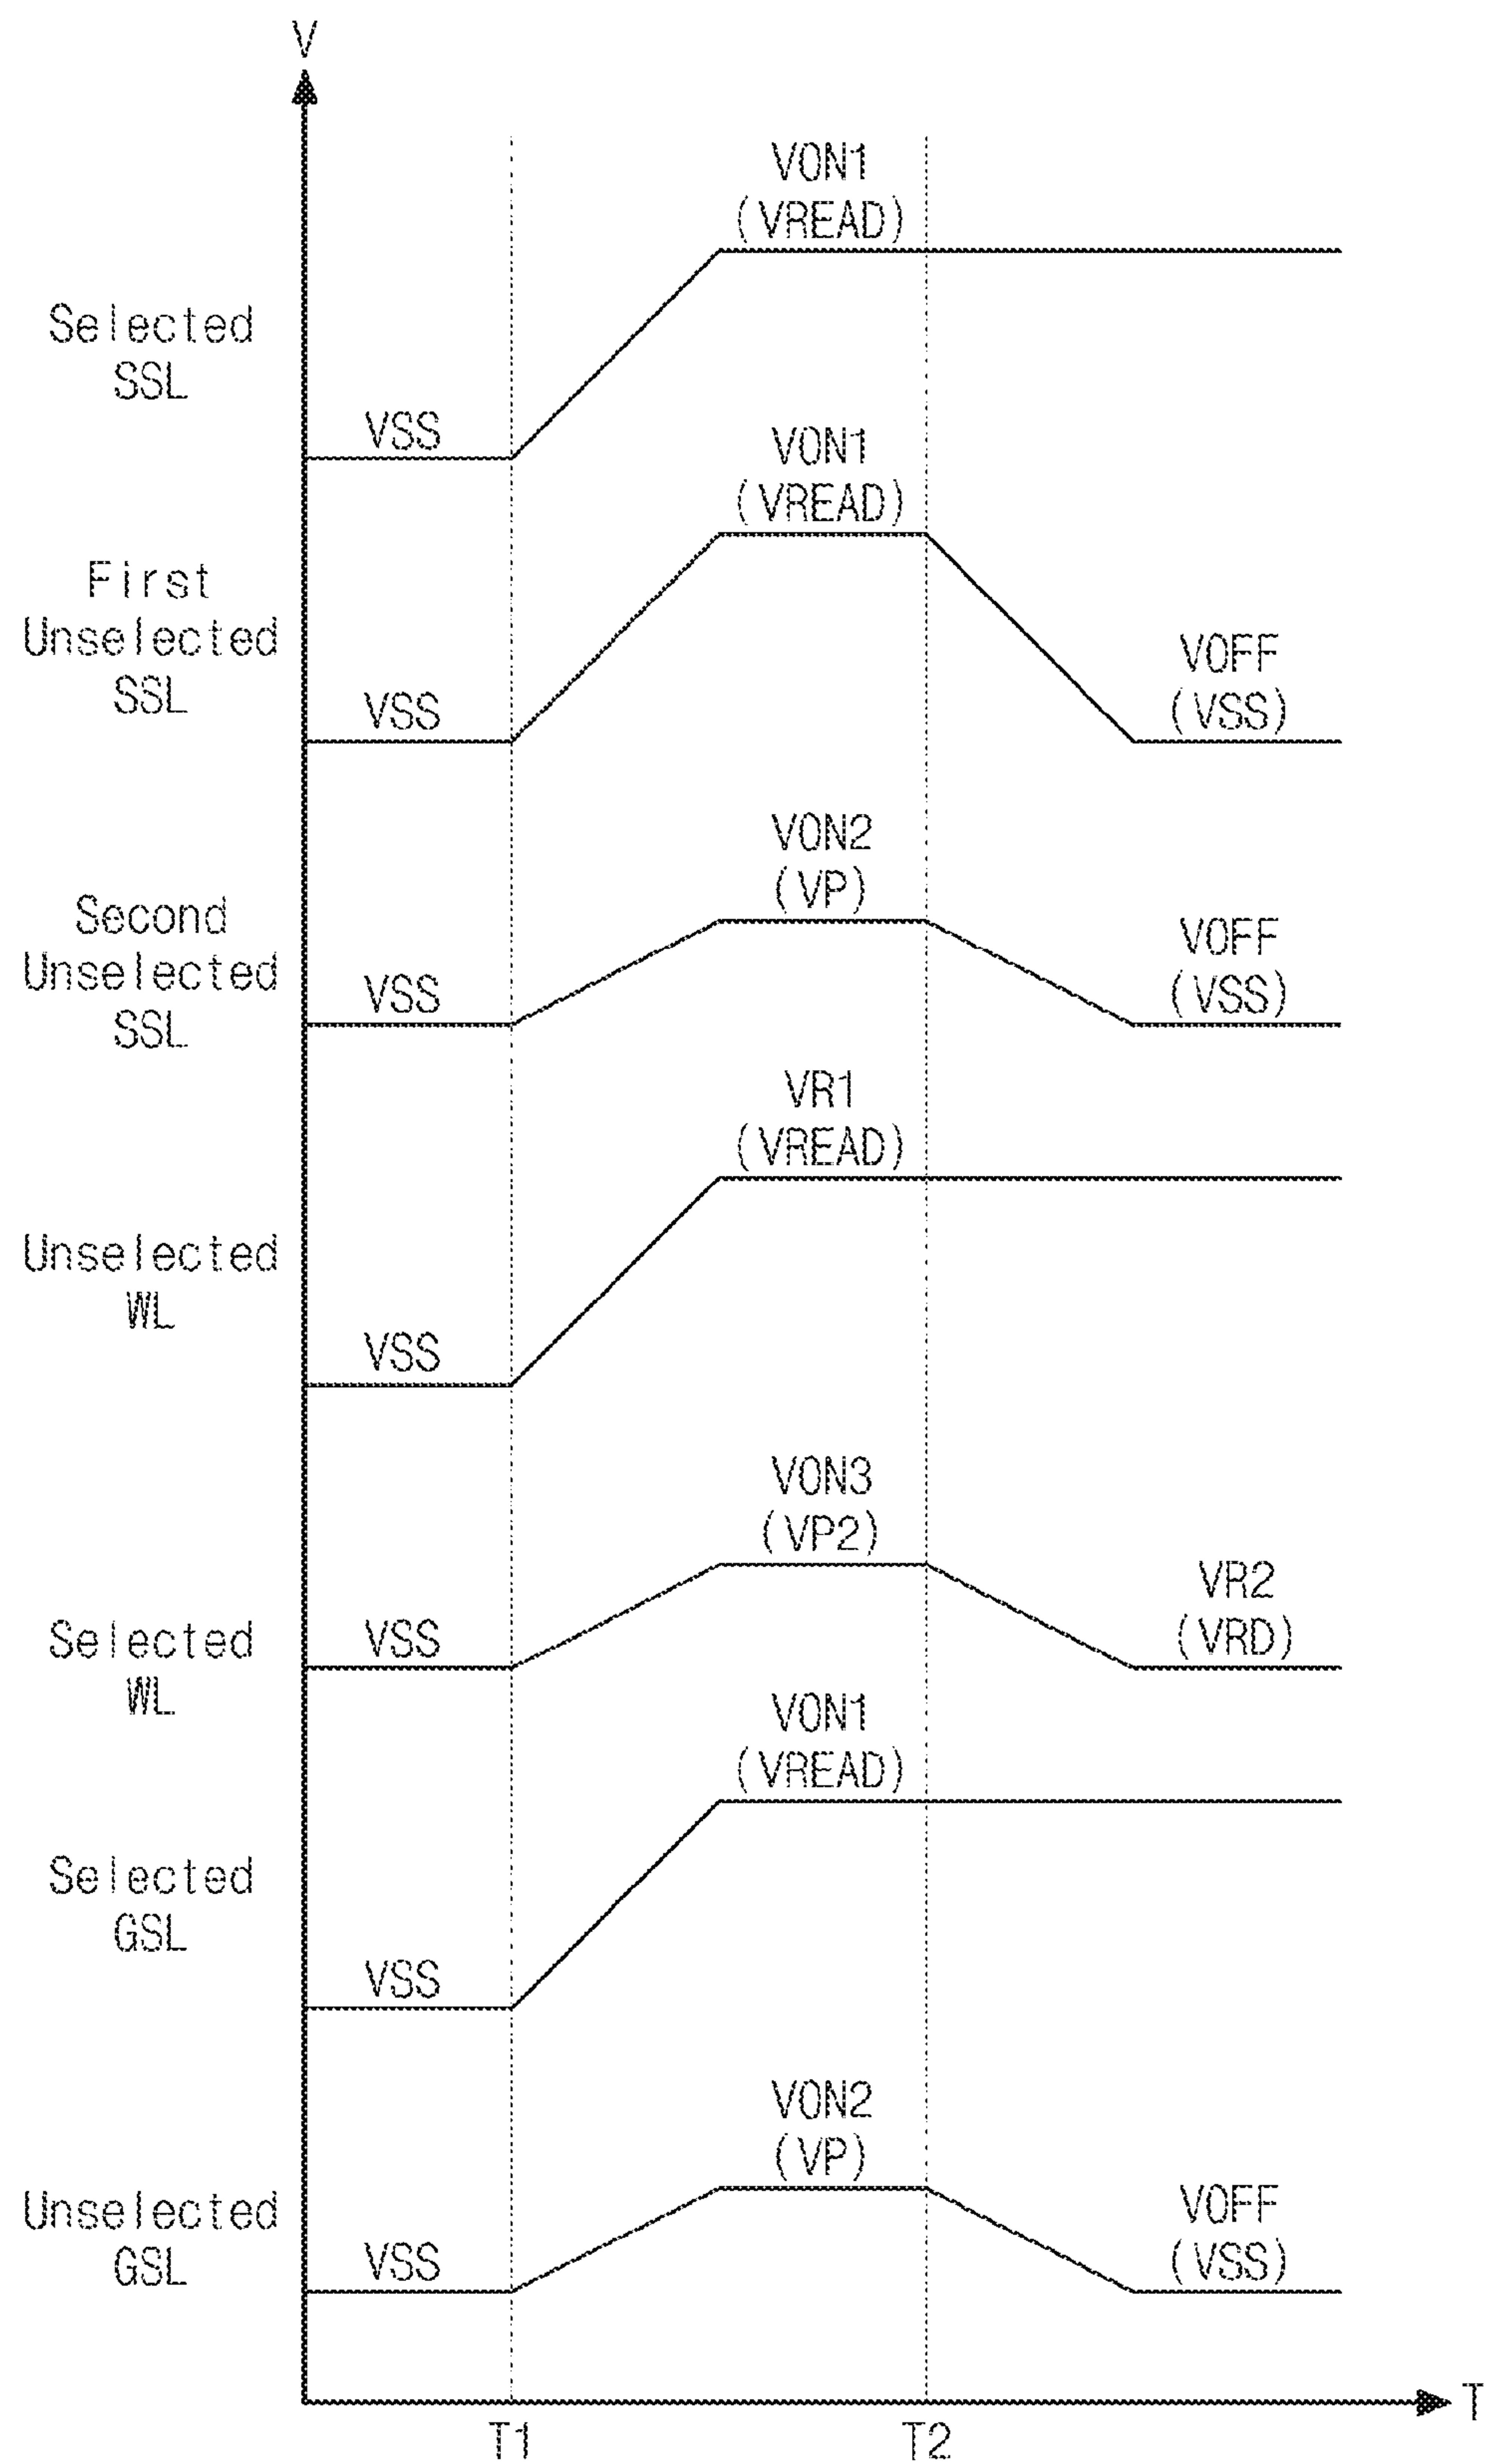 V
VON1
(VREAD)
Selected
SSL
VSS
VON1
(VREAD)
First
Unselected
SSL
VSS
VOFF
(VSS)
VON2
(VP)
Second
Unselected
SSL
VSS
VOFF
(VSS)
VR1
(VREAD)
Unselected
WL
VSS
VON3
(VP2)
Selected
WL
VSS
VR2
(VRD)
VON1
(VREAD)
Selected
GSL
VSS
VON2
(VP)
Unselected
GSL
VSS
VOFF
(VSS)
T
T1
T2